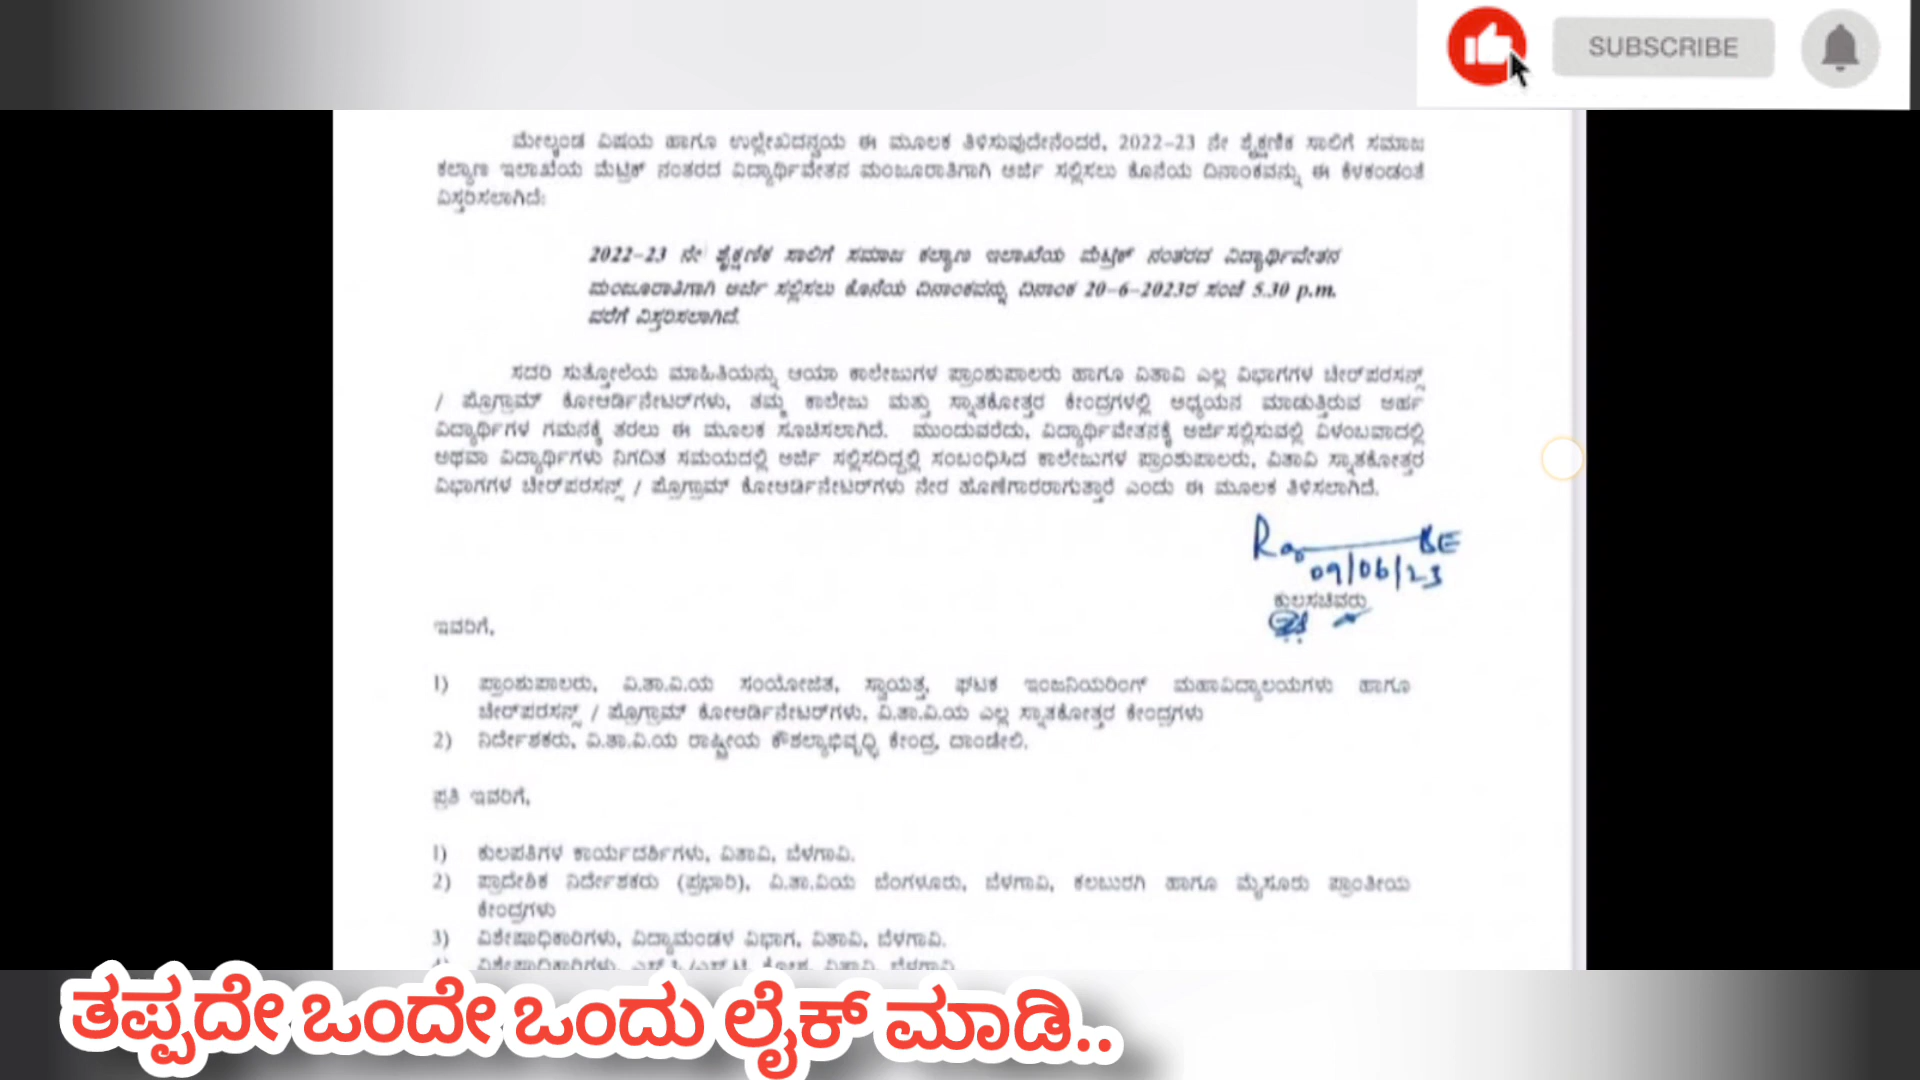 SUBSCRIBE
ಮೇಲ್ಕಂಡ ವಿಷಯ ಹಾಗೂ ಉಲ್ಲೇಖದನ್ವಯ ಈ ಮೂಲಕ ತಿಳಿಸುವುದೇನೆಂದರೆ, 2022-23 ನೇ ಶೈಕ್ಷಣಿಕ ಸಾಲಿಗೆ ಸಮಾಜ
ಕಲ್ಯಾಣ ಇಲಾಖೆಯ ಮೆಟ್ರಿಕ್ ನಂತರದ ವಿದ್ಯಾರ್ಥಿವೇತನ ಮಂಜೂರಾತಿಗಾಗಿ ಅರ್ಜಿ ಸಲ್ಲಿಸಲು ಕೊನೆಯ ದಿನಾಂಕವನ್ನು ಈ ಕೆಳಕಂಡಂತೆ
ವಿಸ್ತರಿಸಲಾಗಿದೆ:
2022-23 ನೇ ಶೈಕ್ಷಣಿಕ ಸಾಲಿಗೆ ಸಮಾಜ ಕಲ್ಯಾಣ ಇಲಾಖೆಯ ಮೆಟ್ರಿಕ್ ನಂತರದ ವಿದ್ಯಾರ್ಥಿವೇತನ
ಮಂಜೂರಾತಿಗಾಗಿ ಅರ್ಜಿ ಸಲ್ಲಿಸಲು ಕೊನೆಯ ದಿನಾಂಕವನ್ನು ದಿನಾಂಕ 20-6-2023ರ ಸಂಜೆ 5.30 p.m.
ವರೆಗೆ ವಿಸ್ತರಿಸಲಾಗಿದೆ.
ಸದರಿ ಸುತ್ತೋಲೆಯ ಮಾಹಿತಿಯನ್ನು ಆಯಾ ಕಾಲೇಜುಗಳ ಪ್ರಾಂಶುಪಾಲರು ಹಾಗೂ ವಿತಾವಿ ಎಲ್ಲ ವಿಭಾಗಗಳ ಚೇರ್‌ಪರಸನ್ಸ್
/ ಪ್ರೊಗ್ರಾಮ್ ಕೋಆರ್ಡಿನೇಟರ್‌ಗಳು, ತಮ್ಮ ಕಾಲೇಜು ಮತ್ತು ಸ್ನಾತಕೋತ್ತರ ಕೇಂದ್ರಗಳಲ್ಲಿ ಅಧ್ಯಯನ ಮಾಡುತ್ತಿರುವ ಅರ್ಹ
ವಿದ್ಯಾರ್ಥಿಗಳ ಗಮನಕ್ಕೆ ತರಲು ಈ ಮೂಲಕ ಸೂಚಿಸಲಾಗಿದೆ. ಮುಂದುವರೆದು, ವಿದ್ಯಾರ್ಥಿವೇತನಕ್ಕೆ ಅರ್ಜಿಸಲ್ಲಿಸುವಲ್ಲಿ ವಿಳಂಬವಾದಲ್ಲಿ
ಅಥವಾ ವಿದ್ಯಾರ್ಥಿಗಳು ನಿಗದಿತ ಸಮಯದಲ್ಲಿ ಅರ್ಜಿ ಸಲ್ಲಿಸದಿದ್ದಲ್ಲಿ ಸಂಬಂಧಿಸಿದ ಕಾಲೇಜುಗಳ ಪ್ರಾಂಶುಪಾಲರು, ವಿತಾವಿ ಸ್ನಾತಕೋತ್ತರ
ವಿಭಾಗಗಳ ಚೇರ್‌ಪರಸನ್ಸ್ / ಪ್ರೊಗ್ರಾಮ್ ಕೋಆರ್ಡಿನೇಟರ್‌ಗಳು ನೇರ ಹೊಣೆಗಾರರಾಗುತ್ತಾರೆ ಎಂದು ಈ ಮೂಲಕ ತಿಳಿಸಲಾಗಿದೆ.
09/06/23
ಕುಲಸಚಿವರು
ಇವರಿಗೆ,
1) ಪ್ರಾಂಶುಪಾಲರು, ವಿ.ತಾ.ವಿ.ಯ ಸಂಯೋಜಿತ, ಸ್ವಾಯತ್ತ, ಘಟಕ ಇಂಜನಿಯರಿಂಗ್ ಮಹಾವಿದ್ಯಾಲಯಗಳು ಹಾಗೂ
ಚೇರ್‌ಪರಸನ್ಸ್ / ಪ್ರೊಗ್ರಾಮ್ ಕೋಆರ್ಡಿನೇಟರ್‌ಗಳು, ವಿ.ತಾ.ವಿ.ಯ ಎಲ್ಲ ಸ್ನಾತಕೋತ್ತರ ಕೇಂದ್ರಗಳು
2) ನಿರ್ದೇಶಕರು, ವಿ.ತಾ.ವಿ.ಯ ರಾಷ್ಟ್ರೀಯ ಕೌಶಲ್ಯಾಭಿವೃದ್ಧಿ ಕೇಂದ್ರ, ದಾಂಡೇಲಿ.
ಪ್ರತಿ ಇವರಿಗೆ,
1) ಕುಲಪತಿಗಳ ಕಾರ್ಯದರ್ಶಿಗಳು, ವಿತಾವಿ, ಬೆಳಗಾವಿ.
2) ಪ್ರಾದೇಶಿಕ ನಿರ್ದೇಶಕರು (ಪ್ರಭಾರಿ), ವಿ.ತಾ.ವಿಯ ಬೆಂಗಳೂರು, ಬೆಳಗಾವಿ, ಕಲಬುರಗಿ ಹಾಗೂ ಮೈಸೂರು ಪ್ರಾಂತೀಯ
ಕೇಂದ್ರಗಳು
3) ವಿಶೇಷಾಧಿಕಾರಿಗಳು, ವಿದ್ಯಾಮಂಡಳ ವಿಭಾಗ, ವಿತಾವಿ, ಬೆಳಗಾವಿ.
ವಿಶೇಷಾಧಿಕಾರಿಗಳು, ಎಸ್.ಸಿ./ಎಸ್.ಟಿ. ಕೋಶ, ವಿತಾವಿ, ಬೆಳಗಾವಿ
ತಪ್ಪದೇ ಒಂದೇ ಒಂದು ಲೈಕ್ ಮಾಡಿ..